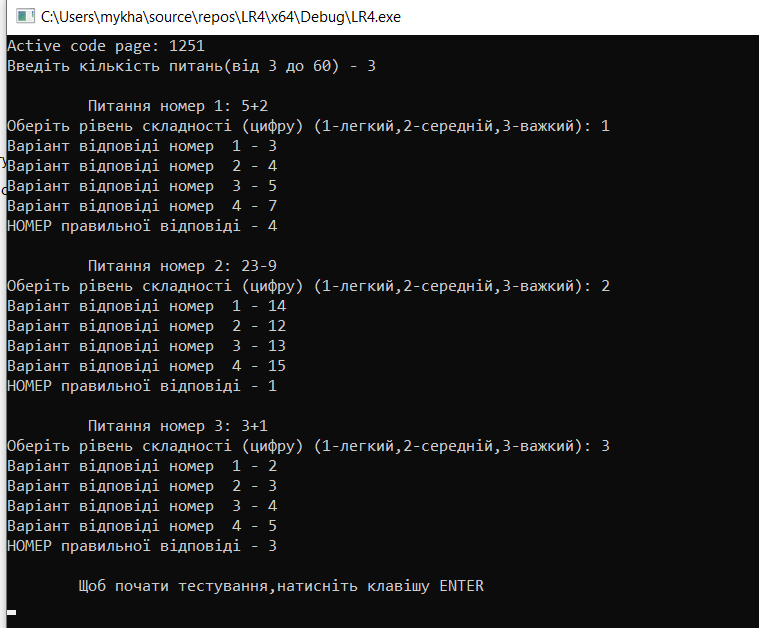 C:\Users\mykha\source\repos\LR4\x64\Debug\LR4.exe
Active code page: 1251
Введіть кількість питань(від 3 до 60) - 3
Питання номер 1: 5+2
Оберіть рівень складності (цифру) (1-легкий,2-середній,3-важкий): 1
Варіант відповіді номер  1 - 3
Варіант відповіді номер  2 - 4
Варіант відповіді номер  3 - 5
Варіант відповіді номер  4 - 7
НОМЕР правильної відповіді - 4
Питання номер 2: 23-9
Оберіть рівень складності (цифру) (1-легкий,2-середній,3-важкий): 2
Варіант відповіді номер  1 - 14
Варіант відповіді номер  2 - 12
Варіант відповіді номер  3 - 13
Варіант відповіді номер  4 - 15
НОМЕР правильної відповіді - 1
Питання номер 3: 3+1
Оберіть рівень складності (цифру) (1-легкий,2-середній,3-важкий): 3
Варіант відповіді номер  1 - 2
Варіант відповіді номер  2 - 3
Варіант відповіді номер  3 - 4
Варіант відповіді номер  4 - 5
НОМЕР правильної відповіді - 3
Щоб почати тестування,натисніть клавішу ENTER